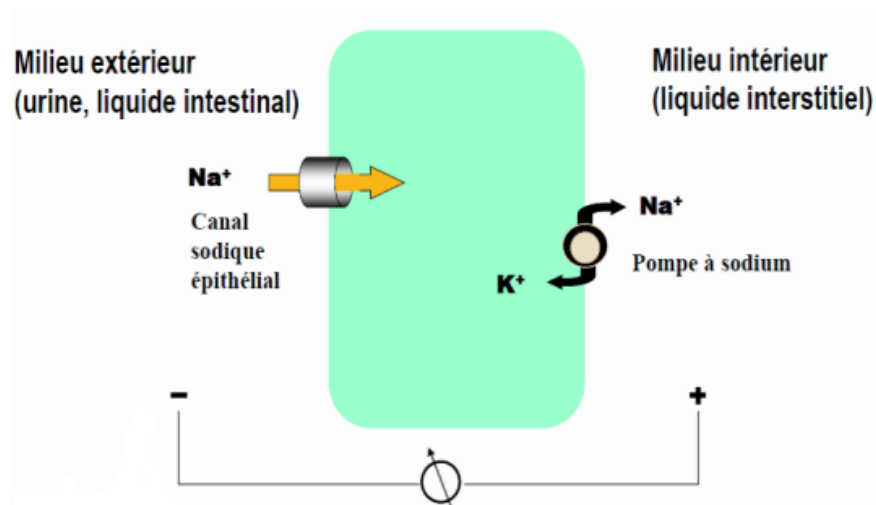 Milieu extérieur
(urine, liquide intestinal)
Milieu intérieur
(liquide interstitiel)
Na⁺
Canal
sodique
épithélial
Na⁺
Pompe à sodium
K⁺
−
+